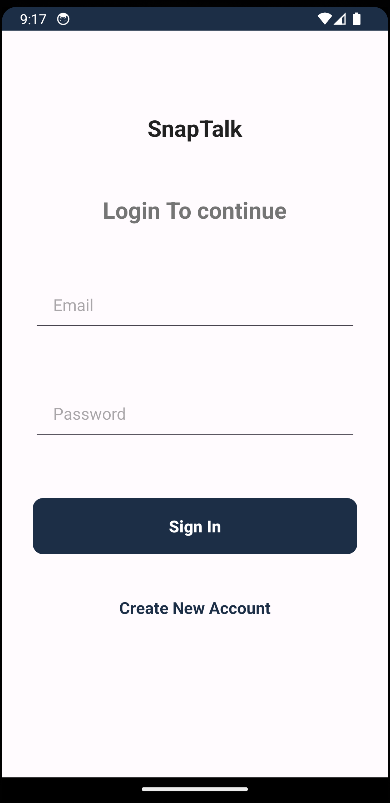 9:17
SnapTalk
Login To continue
Email
Password
Sign In
Create New Account